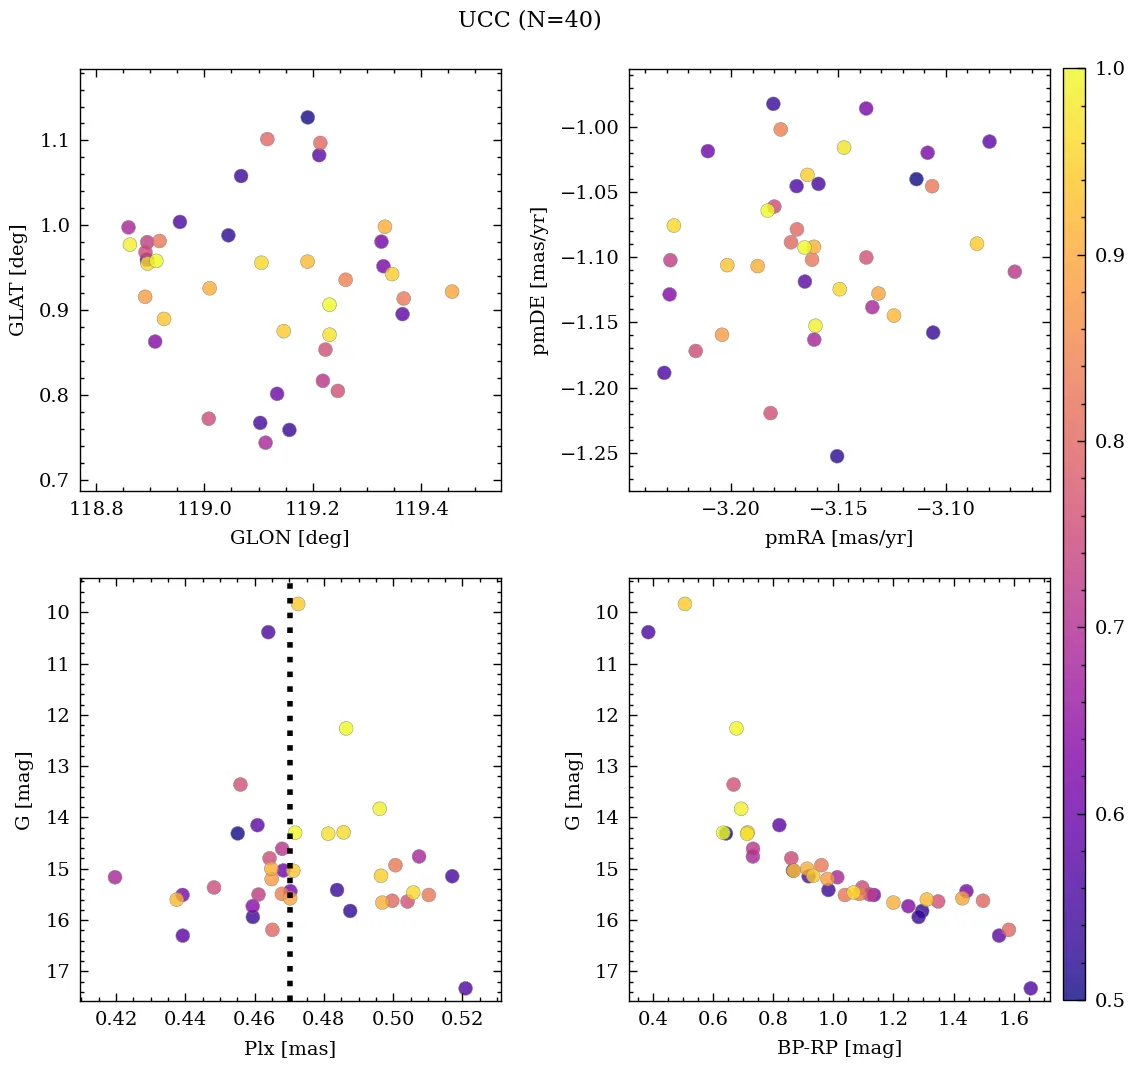 UCC (N=40)
1.1
1.0
0.9
0.8
0.7
GLAT [deg]
118.8 119.0 119.2 119.4
GLON [deg]
−1.00
−1.05
−1.10
−1.15
−1.20
−1.25
pmDE [mas/yr]
−3.20 −3.15 −3.10
pmRA [mas/yr]
10
11
12
13
14
15
16
17
G [mag]
0.42 0.44 0.46 0.48 0.50 0.52
Plx [mas]
10
11
12
13
14
15
16
17
G [mag]
0.4 0.6 0.8 1.0 1.2 1.4 1.6
BP-RP [mag]
1.0
0.9
0.8
0.7
0.6
0.5